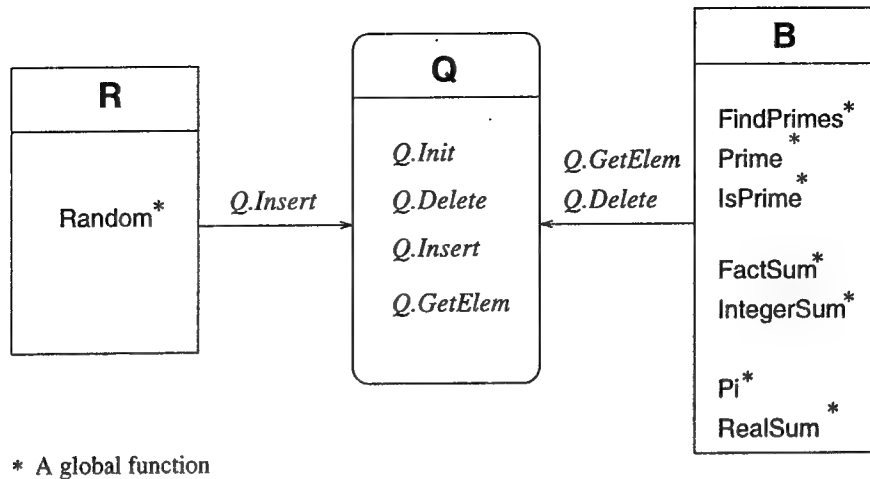 R
Random*
Q.Insert
Q
Q.Init
Q.Delete
Q.Insert
Q.GetElem
Q.GetElem
Q.Delete
B
FindPrimes*
Prime*
IsPrime*
FactSum*
IntegerSum*
Pi*
RealSum*
* A global function